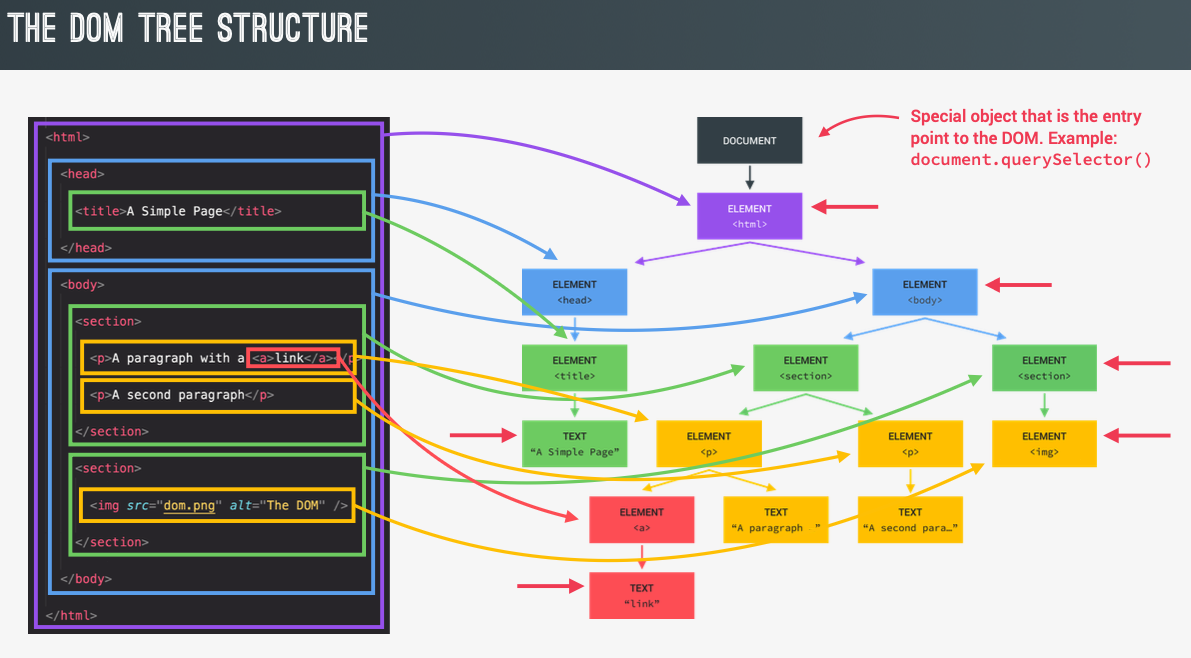 THE DOM TREE STRUCTURE
<html>
<head>
<title>A Simple Page</title>
</head>
<body>
<section>
<p>A paragraph with a <a>link</a></p>
<p>A second paragraph</p>
</section>
<section>
<img src="dom.png" alt="The DOM" />
</section>
</body>
</html>
Special object that is the entry
point to the DOM. Example:
document.querySelector()
DOCUMENT
ELEMENT
<html>
ELEMENT
<head>
ELEMENT
<body>
ELEMENT
<title>
ELEMENT
<section>
ELEMENT
<section>
TEXT
“A Simple Page”
ELEMENT
<p>
ELEMENT
<p>
ELEMENT
<img>
ELEMENT
<a>
TEXT
“A paragraph ”
TEXT
“A second para…”
TEXT
“link”